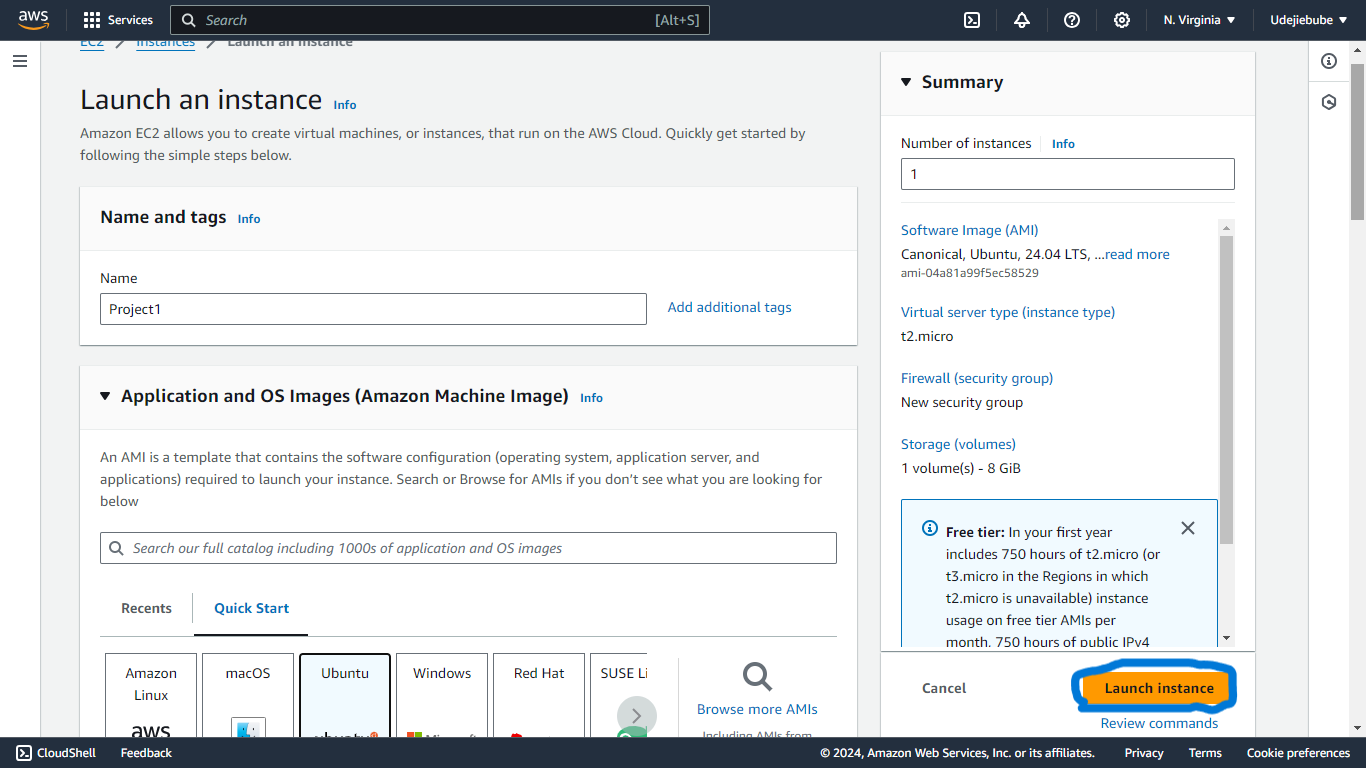 aws
Services
Search
[Alt+S]
N. Virginia
Udejiebube
EC2
Instances
Launch an instance
Launch an instance
Info
Amazon EC2 allows you to create virtual machines, or instances, that run on the AWS Cloud. Quickly get started by
following the simple steps below.
Name and tags
Info
Name
Project1
Add additional tags
Application and OS Images (Amazon Machine Image)
Info
An AMI is a template that contains the software configuration (operating system, application server, and
applications) required to launch your instance. Search or Browse for AMIs if you don't see what you are looking for
below
Search our full catalog including 1000s of application and OS images
Recents
Quick Start
Amazon
Linux
aws
macOS
Ubuntu
ubuntu
Windows
Microsoft
Red Hat
SUSE Li
Browse more AMIs
Including AMIs from
Summary
Number of instances
Info
1
Software Image (AMI)
Canonical, Ubuntu, 24.04 LTS, ...read more
ami-04a81a99f5ec58529
Virtual server type (instance type)
t2.micro
Firewall (security group)
New security group
Storage (volumes)
1 volume(s) - 8 GiB
Free tier: In your first year
includes 750 hours of t2.micro (or
t3.micro in the Regions in which
t2.micro is unavailable) instance
usage on free tier AMIs per
month, 750 hours of public IPv4
Cancel
Launch instance
Review commands
CloudShell
Feedback
© 2024, Amazon Web Services, Inc. or its affiliates.
Privacy
Terms
Cookie preferences